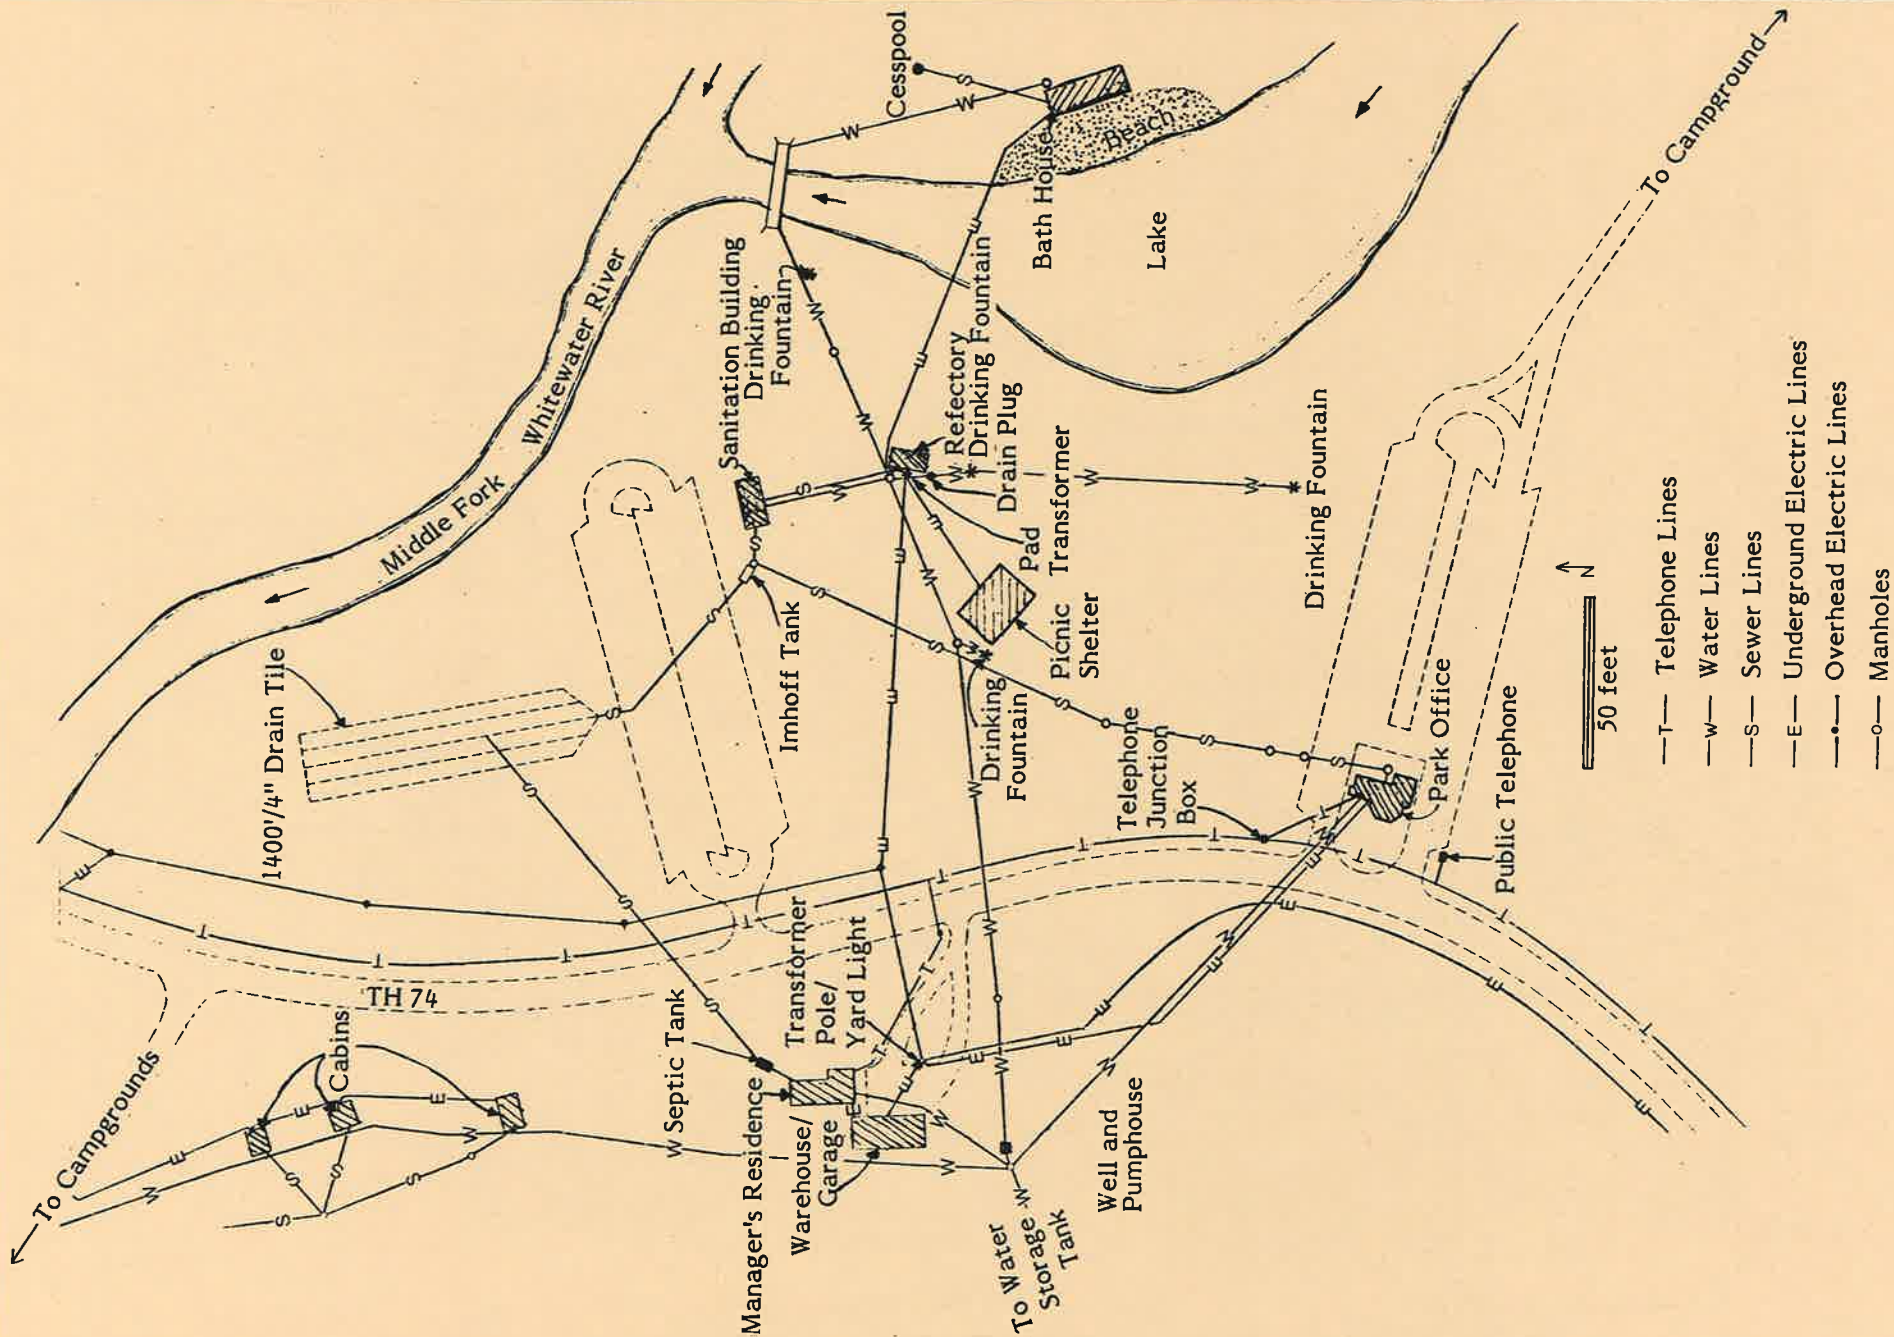 To Campgrounds
Cabins
TH 74
1400'/4" Drain Tile
Middle Fork
Whitewater River
Septic Tank
Manager's Residence
Warehouse/
Garage
Transformer
Pole/
Yard Light
Imhoff Tank
Sanitation Building
Drinking
Fountain
Cesspool
Bath House
Beach
Lake
Refectory
Drinking Fountain
Drain Plug
Pad
Transformer
Picnic
Shelter
Drinking
Fountain
Drinking Fountain
Telephone
Junction
Box
Park Office
Public Telephone
Well and
Pumphouse
To Water
Storage
Tank
To Campground
N
50 feet
—T— Telephone Lines
—W— Water Lines
—S— Sewer Lines
—E— Underground Electric Lines
—•— Overhead Electric Lines
—o— Manholes